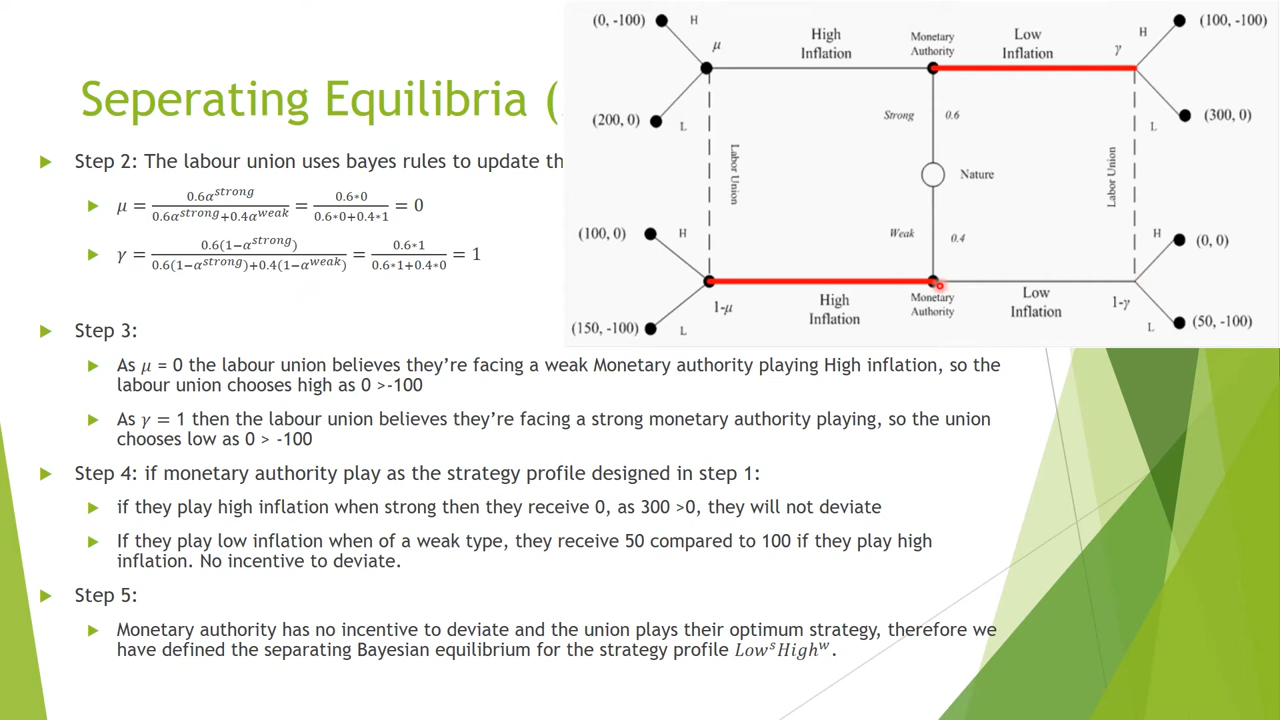 Seperating Equilibria (
Step 2: The labour union uses bayes rules to update th
μ = 0.6α^strong / 0.6α^strong+0.4α^weak = 0.6∗0 / 0.6∗0+0.4∗1 = 0
γ = 0.6(1−α^strong) / 0.6(1−α^strong)+0.4(1−α^weak) = 0.6∗1 / 0.6∗1+0.4∗0 = 1
Step 3:
As μ = 0 the labour union believes they're facing a weak Monetary authority playing High inflation, so the
labour union chooses high as 0 >-100
As γ = 1 then the labour union believes they're facing a strong monetary authority playing, so the union
chooses low as 0 > -100
Step 4: if monetary authority play as the strategy profile designed in step 1:
if they play high inflation when strong then they receive 0, as 300 >0, they will not deviate
If they play low inflation when of a weak type, they receive 50 compared to 100 if they play high
inflation. No incentive to deviate.
Step 5:
Monetary authority has no incentive to deviate and the union plays their optimum strategy, therefore we
have defined the separating Bayesian equilibrium for the strategy profile Low^s High^w.
(0, -100)
H
μ
High
Inflation
Monetary
Authority
Low
Inflation
γ
H
(100, -100)
(200, 0)
L
Strong
0.6
L
(300, 0)
Labor Union
Nature
Labor Union
(100, 0)
H
Weak
0.4
H
(0, 0)
1-μ
High
Inflation
Monetary
Authority
Low
Inflation
1-γ
(150, -100)
L
L
(50, -100)